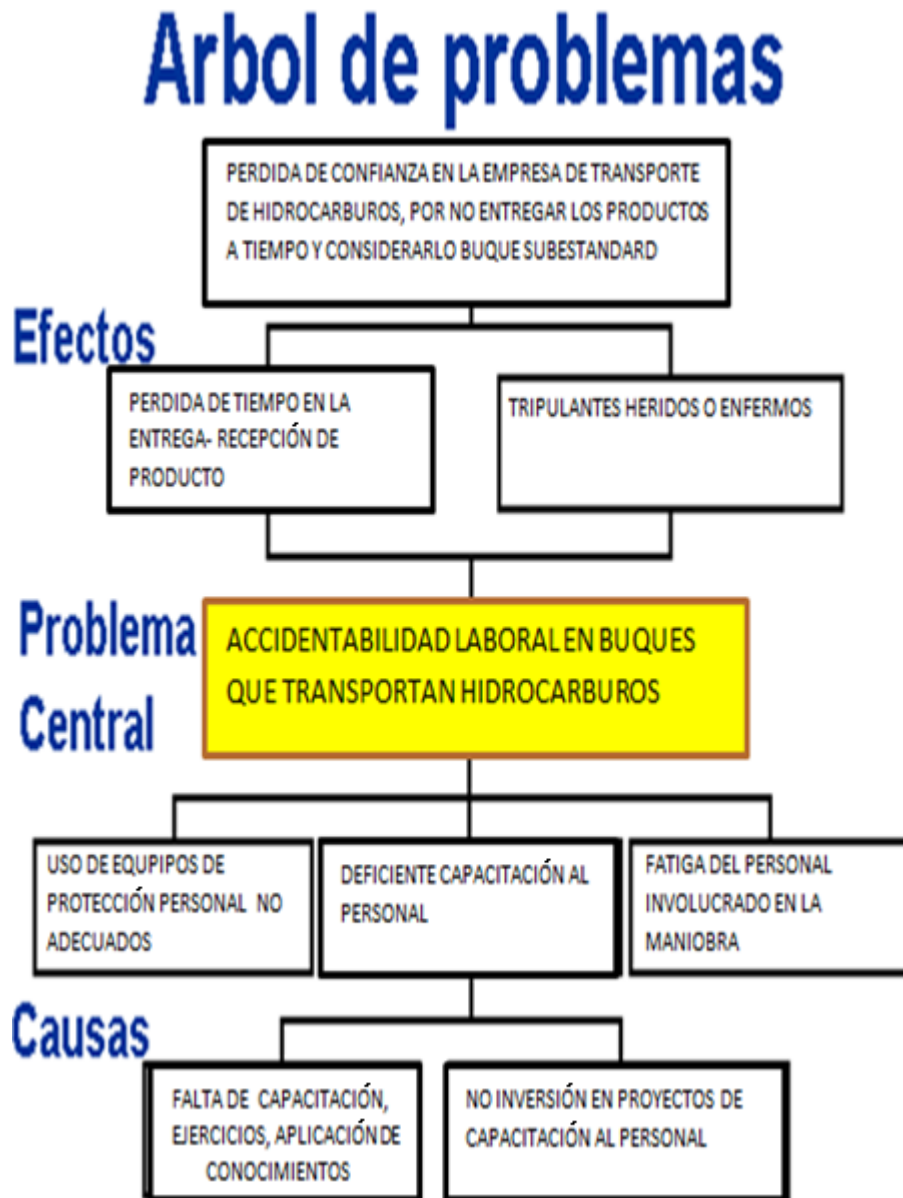 Arbol de problemas
PERDIDA DE CONFIANZA EN LA EMPRESA DE TRANSPORTE
DE HIDROCARBUROS, POR NO ENTREGAR LOS PRODUCTOS
A TIEMPO Y CONSIDERARLO BUQUE SUBESTANDARD
Efectos
PERDIDA DE TIEMPO EN LA
ENTREGA- RECEPCIÓN DE
PRODUCTO
TRIPULANTES HERIDOS O ENFERMOS
Problema
Central
ACCIDENTABILIDAD LABORAL EN BUQUES
QUE TRANSPORTAN HIDROCARBUROS
USO DE EQUPIPOS DE
PROTECCIÓN PERSONAL NO
ADECUADOS
DEFICIENTE CAPACITACIÓN AL
PERSONAL
FATIGA DEL PERSONAL
INVOLUCRADO EN LA
MANIOBRA
Causas
FALTA DE CAPACITACIÓN,
EJERCICIOS, APLICACIÓN DE
CONOCIMIENTOS
NO INVERSIÓN EN PROYECTOS DE
CAPACITACIÓN AL PERSONAL